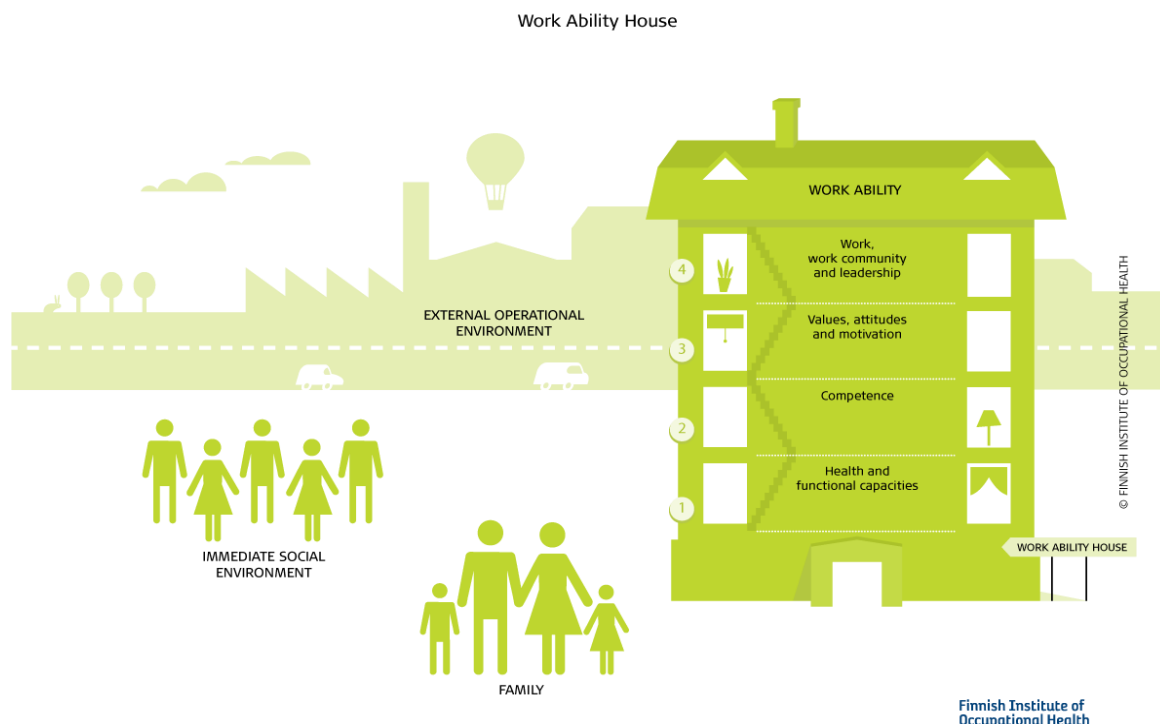 Work Ability House
WORK ABILITY
4
Work,
work community
and leadership
EXTERNAL OPERATIONAL
ENVIRONMENT
3
Values, attitudes
and motivation
2
Competence
1
Health and
functional capacities
© FINNISH INSTITUTE OF OCCUPATIONAL HEALTH
WORK ABILITY HOUSE
IMMEDIATE SOCIAL
ENVIRONMENT
FAMILY
Finnish Institute of
Occupational Health